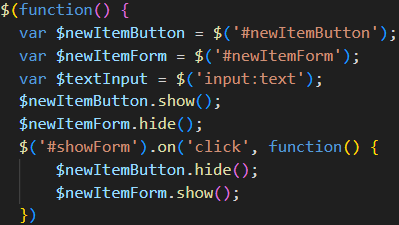 $(function() {
  var $newItemButton = $('#newItemButton');
  var $newItemForm = $('#newItemForm');
  var $textInput = $('input:text');
  $newItemButton.show();
  $newItemForm.hide();
  $('#showForm').on('click', function() {
      $newItemButton.hide();
      $newItemForm.show();
  })